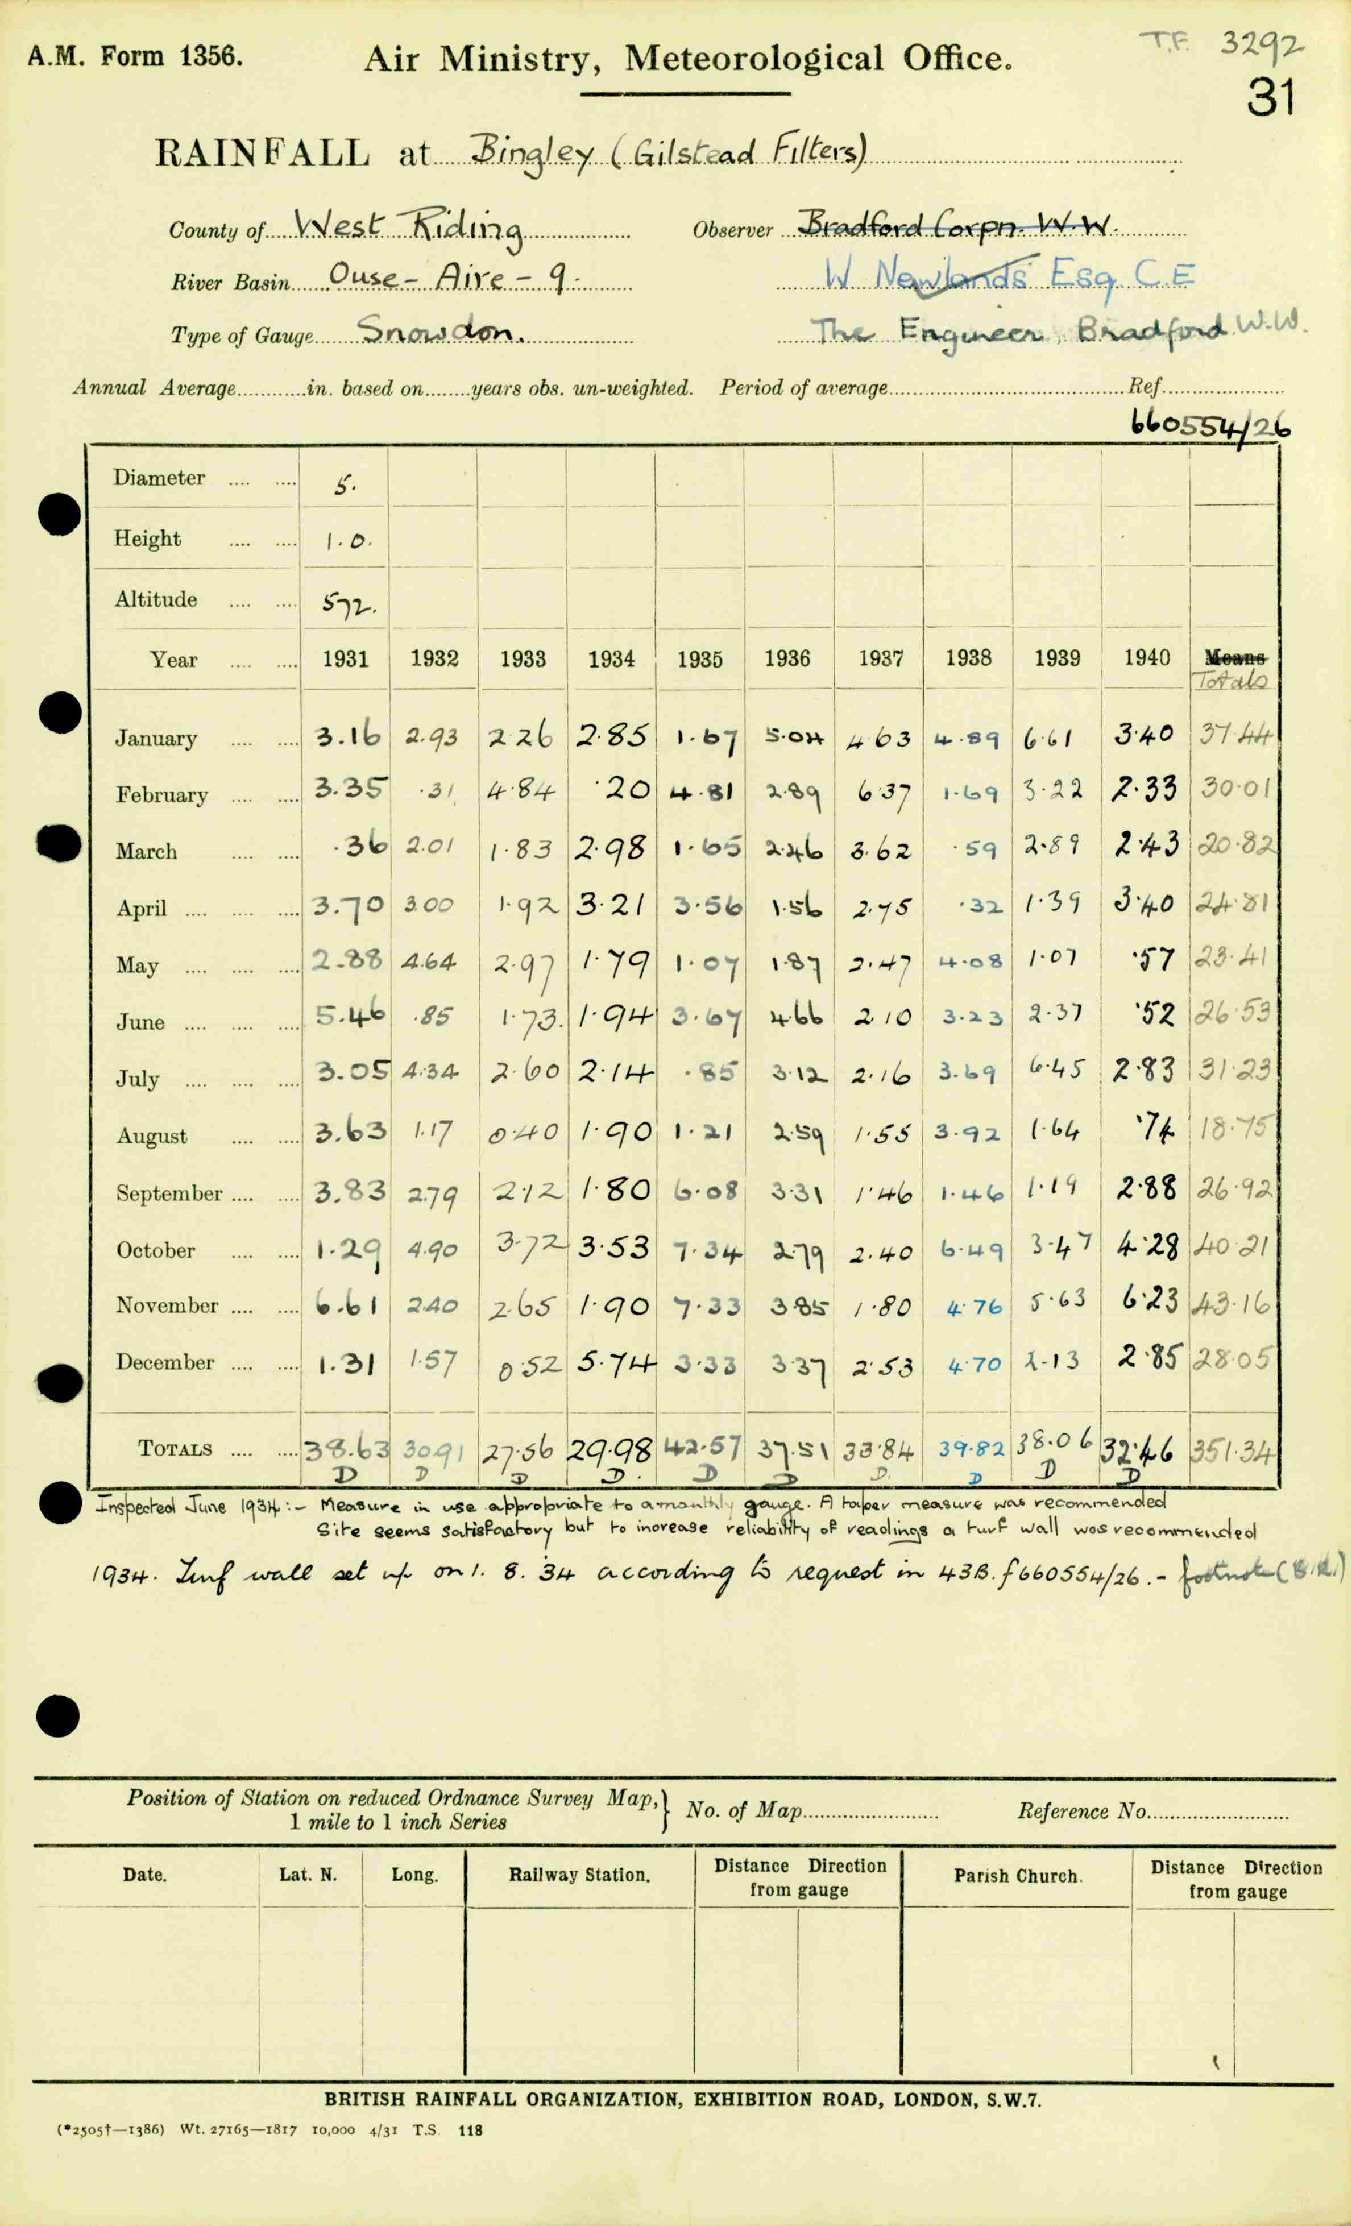 T.F. 3292
A.M. Form 1356. Air Ministry, Meteorological Office.
31
RAINFALL at Bingley (Gilstead Filters)
County of West Riding Observer Bradford Corpn. W.W.
River Basin Ouse - Aire - 9. W Newlands Esq. C.E
Type of Gauge Snowdon. The Engineer, Bradford W.W.
Annual Average............in. based on........years obs. un-weighted. Period of average............Ref............
660554/26
Diameter .... .... 5.
Height .... .... 1.0.
Altitude .... .... 572.
Year .... .... 1931 1932 1933 1934 1935 1936 1937 1938 1939 1940 Means
Totals
January .... .... 3.16 2.93 2.26 2.85 1.67 5.04 4.63 4.89 6.61 3.40 37.44
February .... .... 3.35 .31 4.84 .20 4.81 2.89 6.37 1.69 3.22 2.33 30.01
March .... .... .36 2.01 1.83 2.98 1.65 2.46 3.62 .59 2.89 2.43 20.82
April .... .... .... 3.70 3.00 1.92 3.21 3.56 1.56 2.75 .32 1.39 3.40 24.81
May .... .... .... 2.88 4.64 2.97 1.79 1.07 1.87 2.47 4.08 1.07 .57 23.41
June .... .... .... 5.46 .85 1.73 1.94 3.67 4.66 2.10 3.23 2.37 .52 26.53
July .... .... .... 3.05 4.34 2.60 2.14 .85 3.12 2.16 3.69 6.45 2.83 31.23
August .... .... 3.63 1.17 0.40 1.90 1.21 2.59 1.55 3.92 1.64 .74 18.75
September .... .... 3.83 2.79 2.12 1.80 6.08 3.31 1.46 1.46 1.19 2.88 26.92
October .... .... 1.29 4.90 3.72 3.53 7.34 2.79 2.40 6.49 3.47 4.28 40.21
November .... .... 6.61 2.40 2.65 1.90 7.33 3.85 1.80 4.76 5.63 6.23 43.16
December .... .... 1.31 1.57 0.52 5.74 3.33 3.37 2.53 4.70 2.13 2.85 28.05
TOTALS .... .... 38.63 30.91 27.56 29.98 42.57 37.51 33.84 39.82 38.06 32.46 351.34
D D D D. D D D. D D D
Inspected June 1934:- Measure in use appropriate to a monthly gauge. A taper measure was recommended
Site seems satisfactory but to increase reliability of readings a turf wall was recommended
1934. Turf wall set up on 1. 8. 34 according to request in 43B. f 660554/26. - footnote
Position of Station on reduced Ordnance Survey Map,} No. of Map............ Reference No............
1 mile to 1 inch Series
Date. Lat. N. Long. Railway Station. Distance Direction from gauge Parish Church. Distance Direction from gauge
BRITISH RAINFALL ORGANIZATION, EXHIBITION ROAD, LONDON, S.W.7.
(*2505†—1386) Wt. 27165—1817 10,000 4/31 T.S. 118